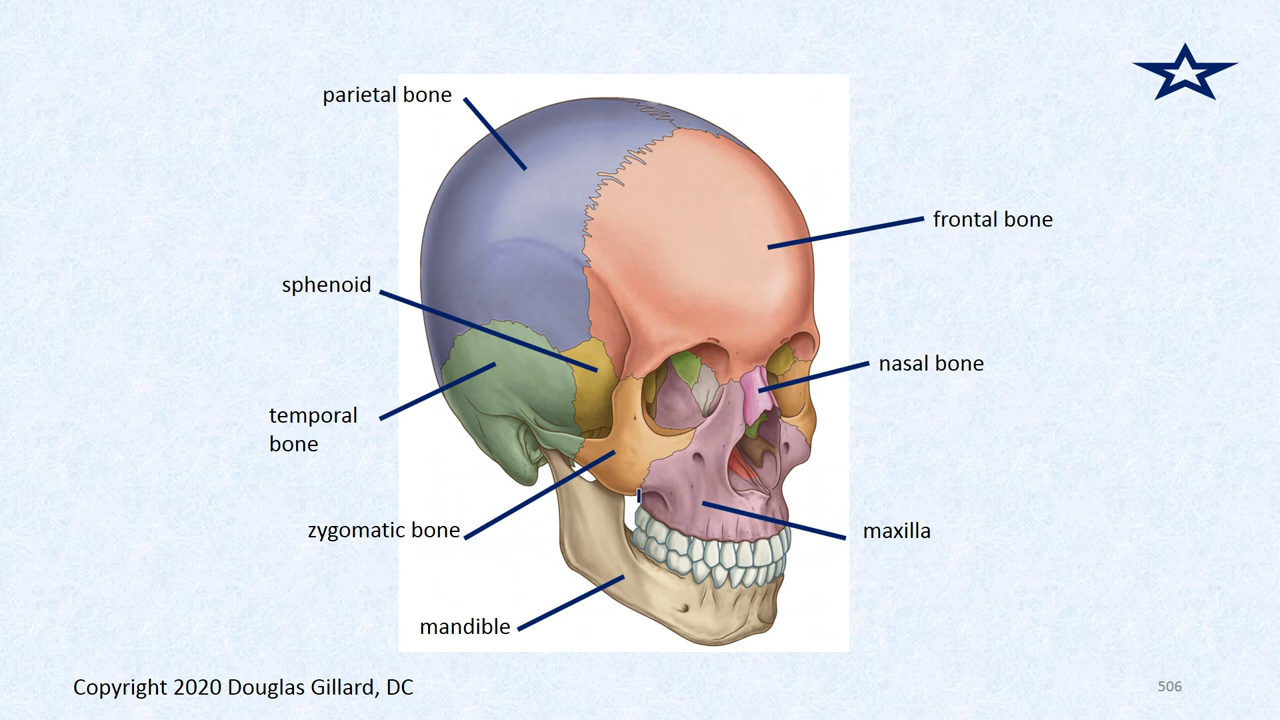 parietal bone
frontal bone
sphenoid
nasal bone
temporal
bone
zygomatic bone
maxilla
mandible
Copyright 2020 Douglas Gillard, DC
506